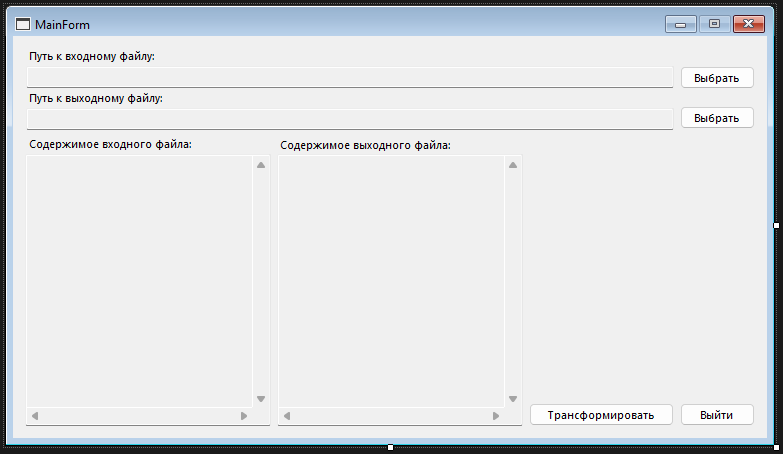 MainForm
Путь к входному файлу:
Выбрать
Путь к выходному файлу:
Выбрать
Содержимое входного файла:
Содержимое выходного файла:
Трансформировать
Выйти